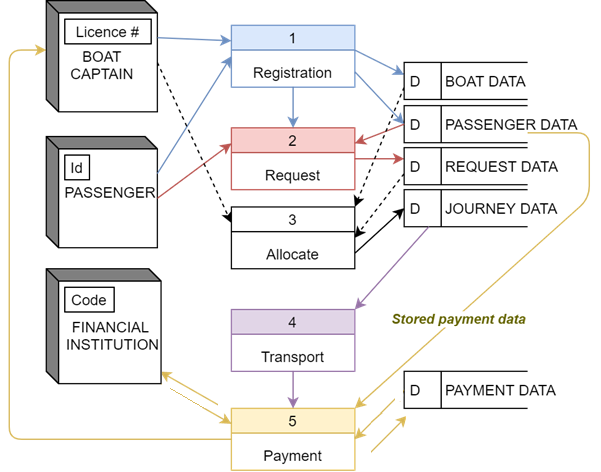 Licence #
BOAT
CAPTAIN
1
Registration
D BOAT DATA
D PASSENGER DATA
2
Request
Id
PASSENGER
D REQUEST DATA
3
Allocate
D JOURNEY DATA
Code
FINANCIAL
INSTITUTION
4
Transport
Stored payment data
D PAYMENT DATA
5
Payment